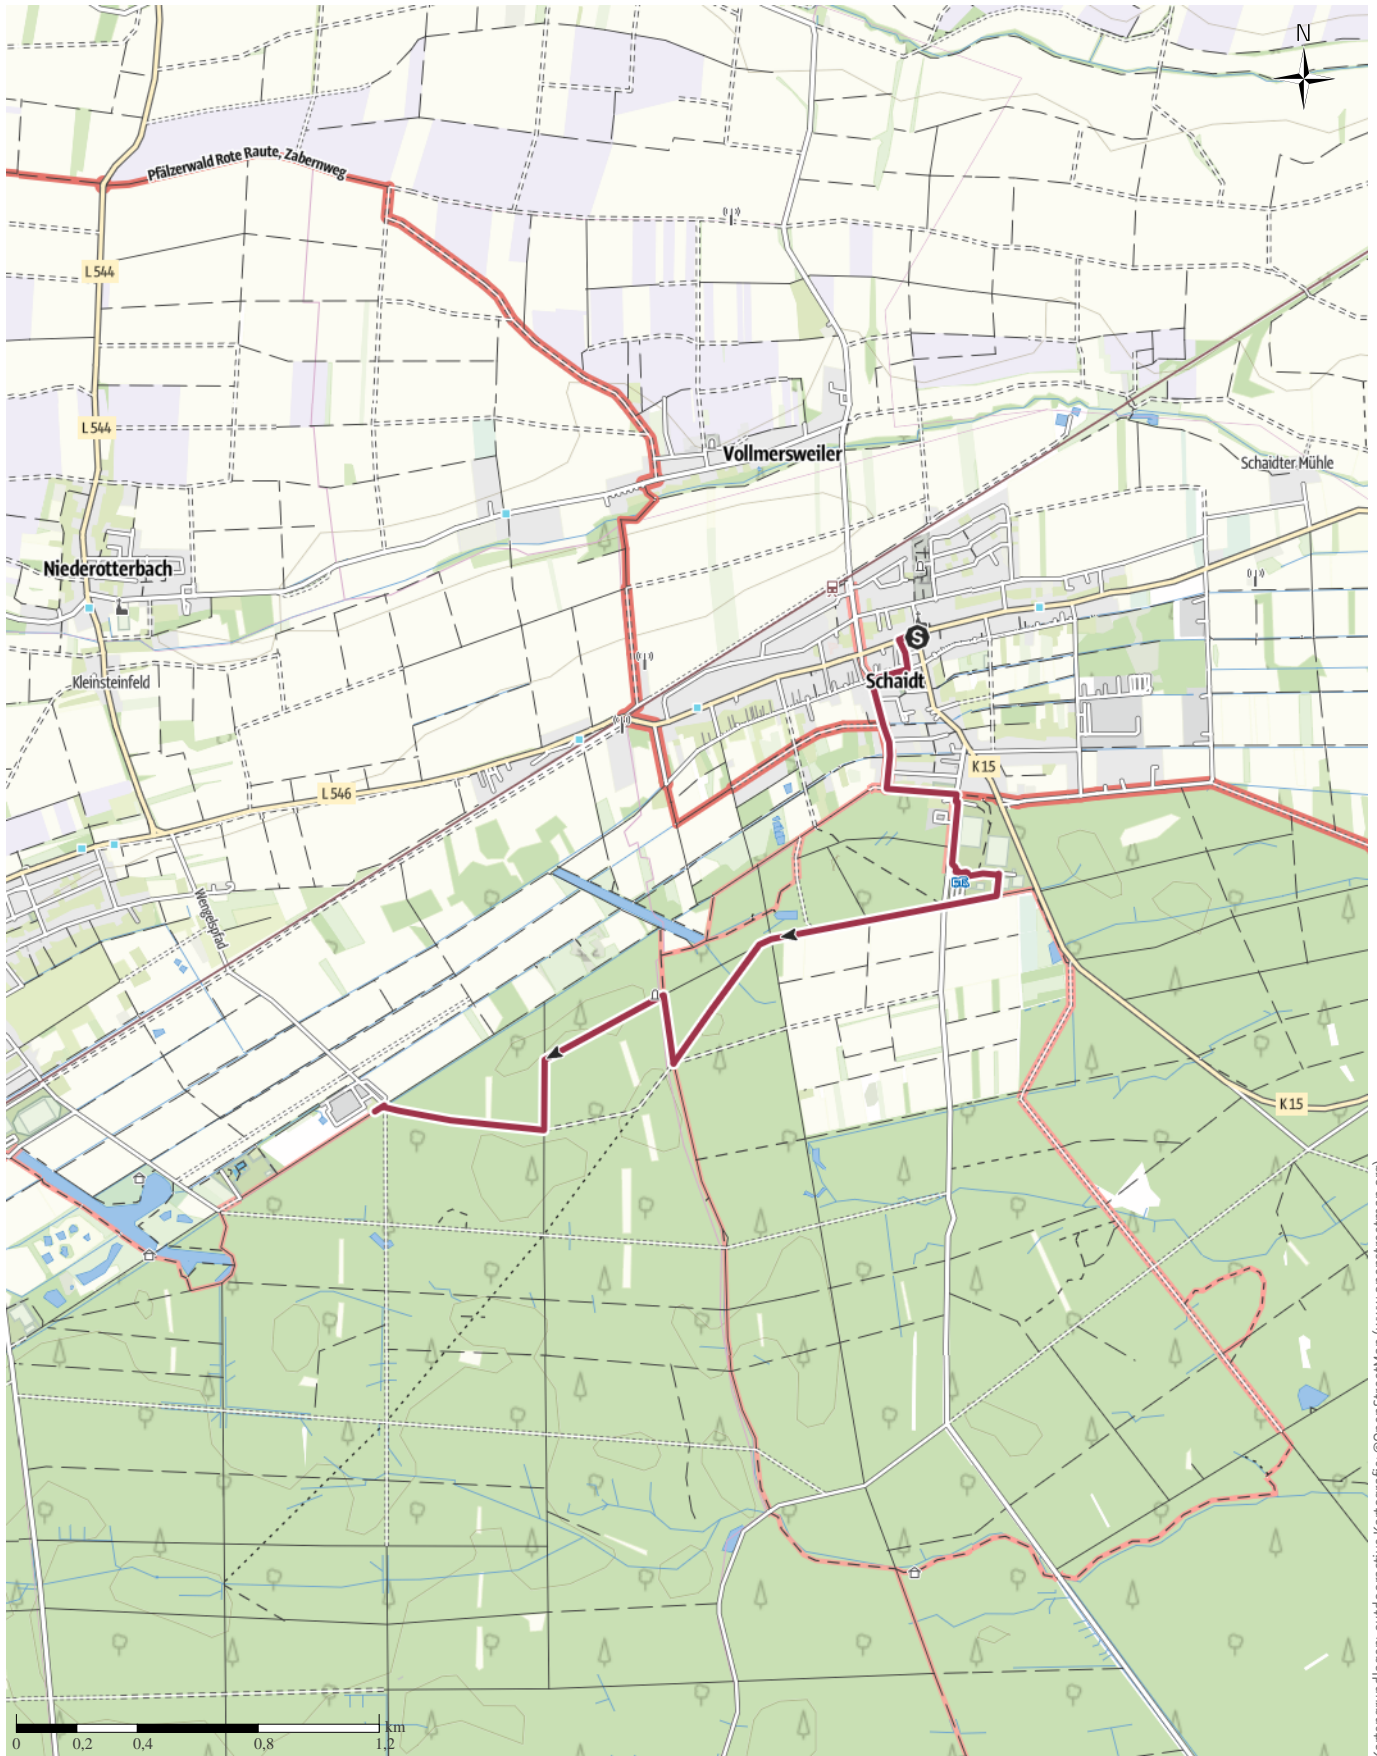 N
Pfälzerwald Rote Raute, Zabernweg
L 544
L 544
Vollmersweiler
Schaidter Mühle
Niederotterbach
S
Kleinsteinfeld
Schaidt
K 15
L 546
Wengelspfad
K 15
km
0
0,2
0,4
0,8
1,2